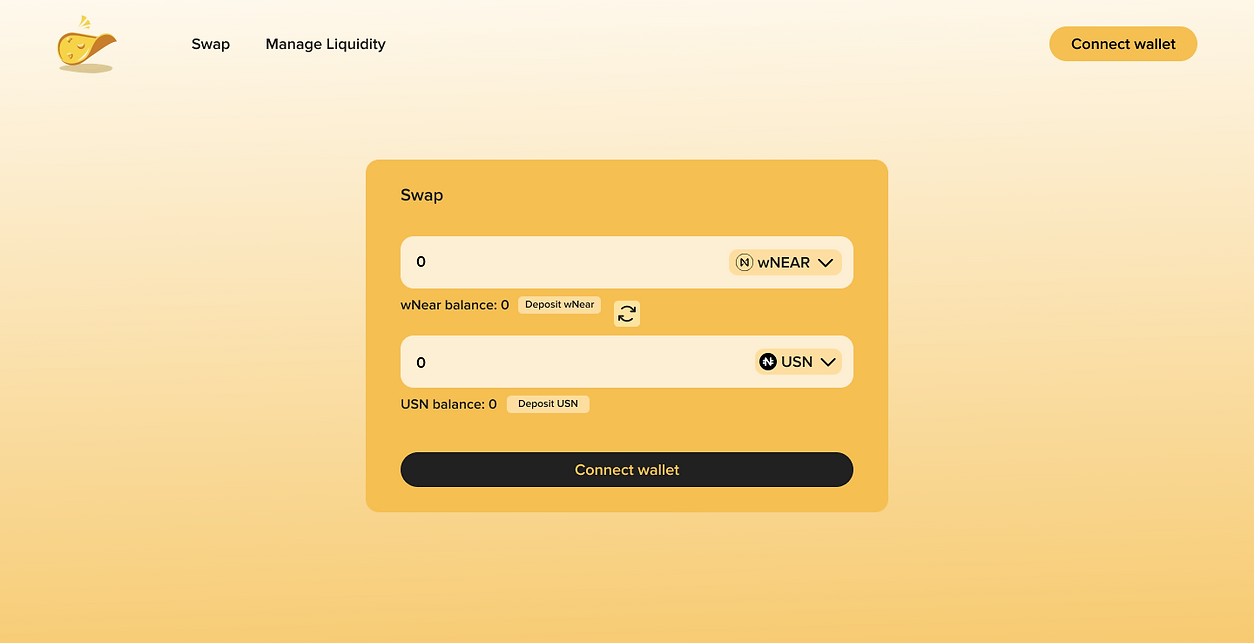 Swap Manage Liquidity Connect wallet
Swap
0 wNEAR
wNear balance: 0 Deposit wNear
0 USN
USN balance: 0 Deposit USN
Connect wallet